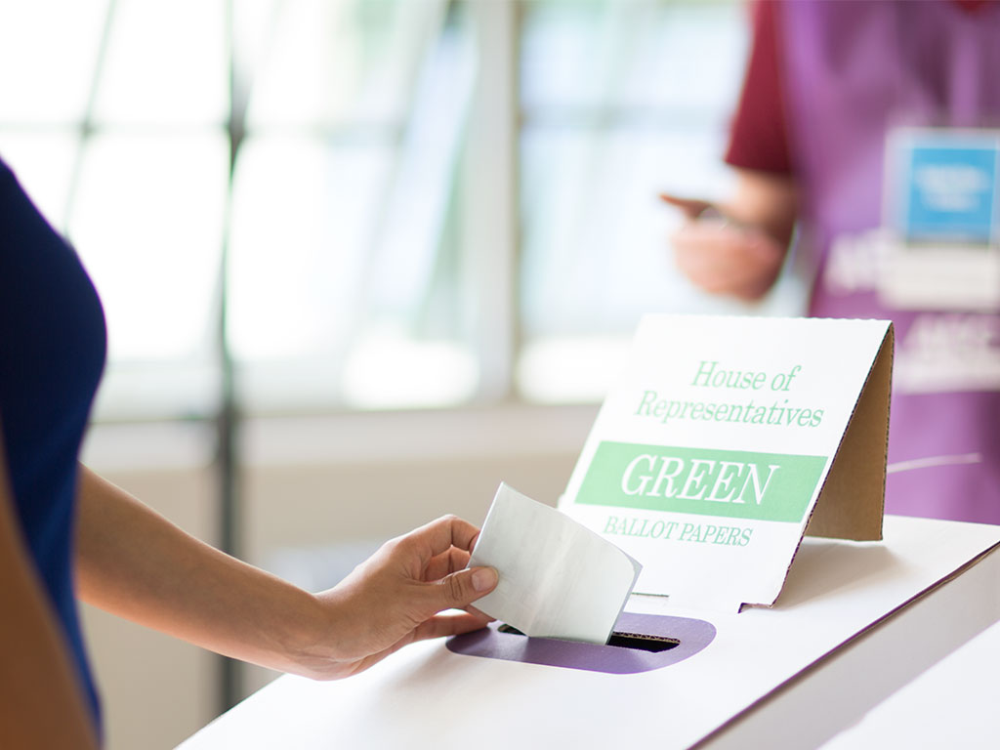 House of
Representatives
GREEN
BALLOT PAPERS